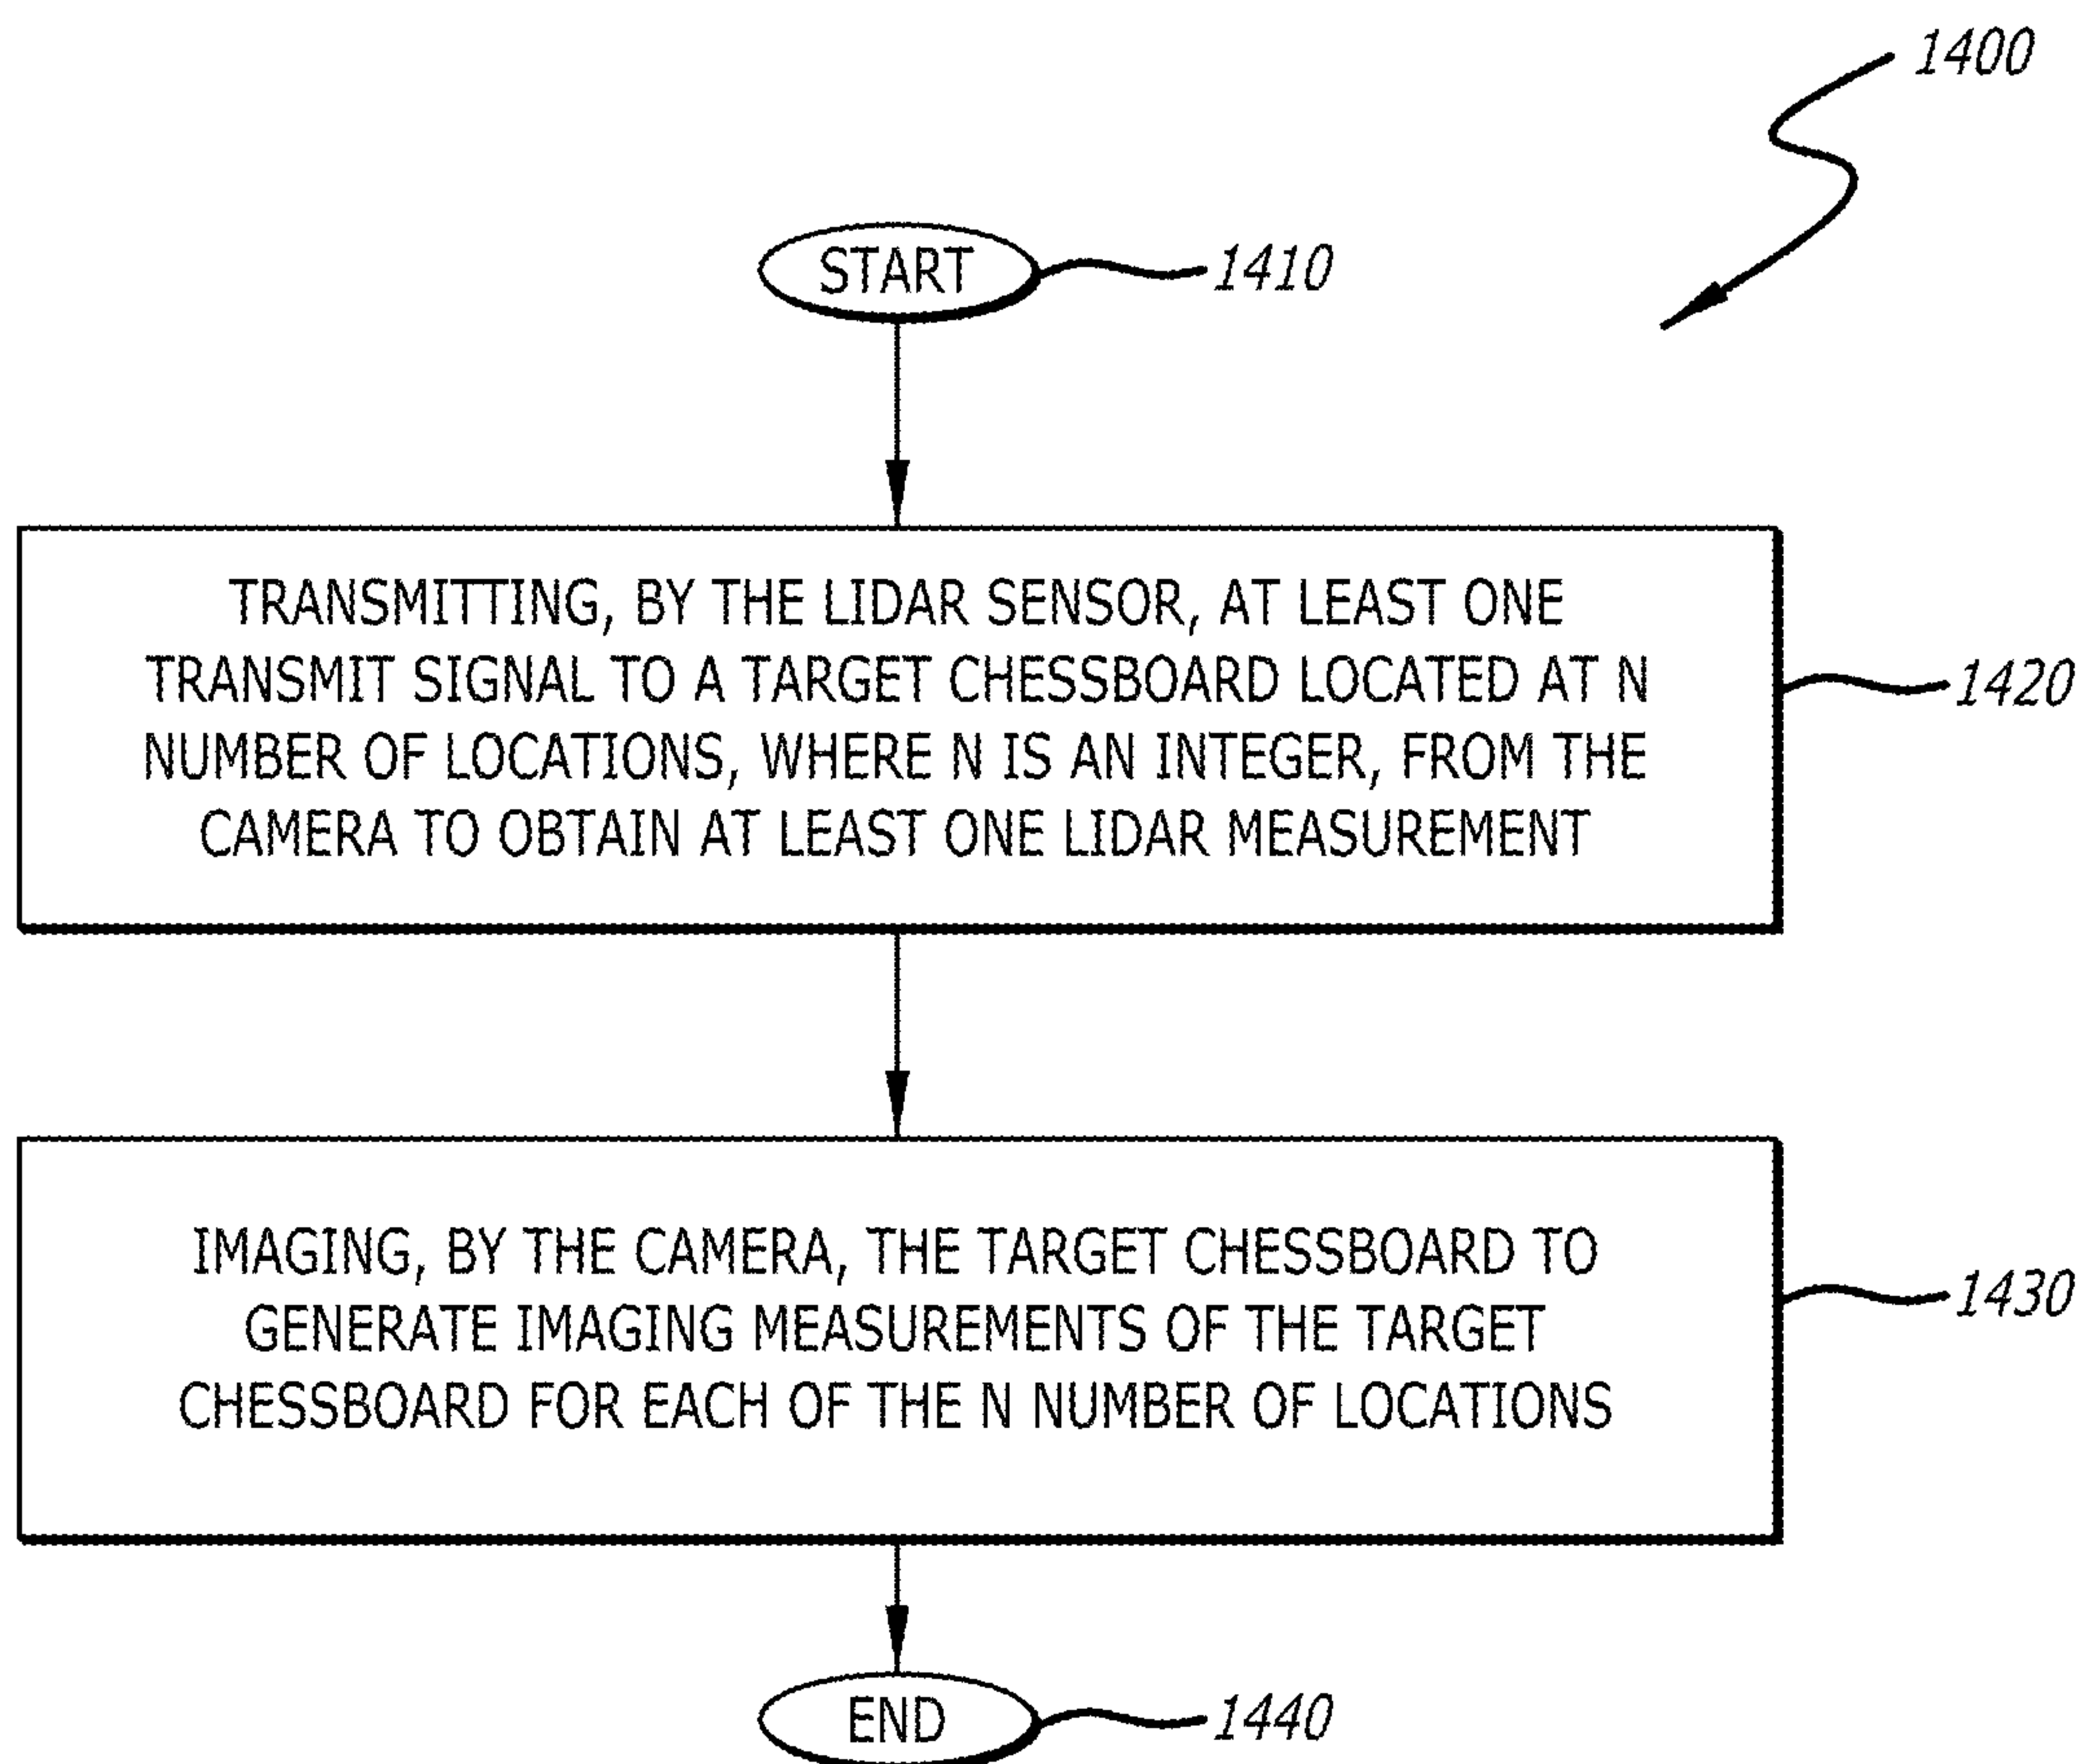 1400
START
1410
TRANSMITTING, BY THE LIDAR SENSOR, AT LEAST ONE
TRANSMIT SIGNAL TO A TARGET CHESSBOARD LOCATED AT N
NUMBER OF LOCATIONS, WHERE N IS AN INTEGER, FROM THE
CAMERA TO OBTAIN AT LEAST ONE LIDAR MEASUREMENT
1420
IMAGING, BY THE CAMERA, THE TARGET CHESSBOARD TO
GENERATE IMAGING MEASUREMENTS OF THE TARGET
CHESSBOARD FOR EACH OF THE N NUMBER OF LOCATIONS
1430
END
1440